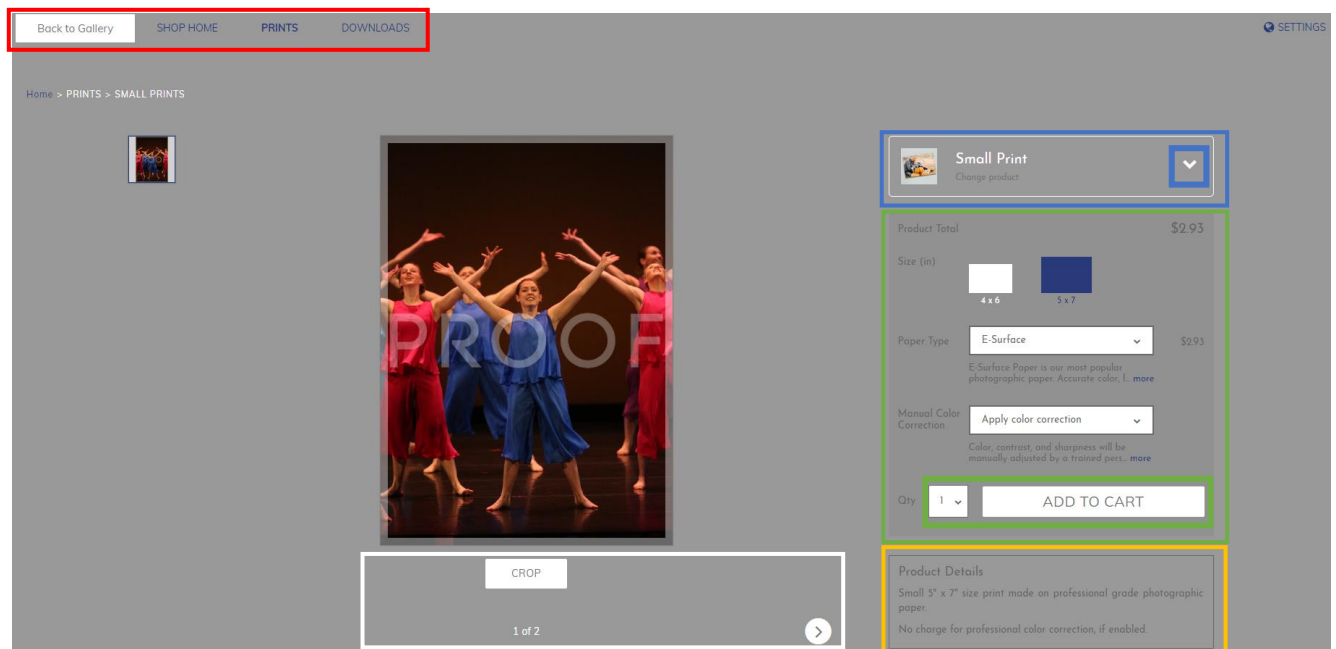 Back to Gallery SHOP HOME PRINTS DOWNLOADS SETTINGS
Home > PRINTS > SMALL PRINTS
PROOF
PROOF
Small Print
Change product
Product Total $2.93
Size (in)
4 x 6 5 x 7
Paper Type E-Surface $2.93
E-Surface Paper is our most popular
photographic paper. Accurate color, l... more
Manual Color
Correction
Apply color correction
Color, contrast, and sharpness will be
manually adjusted by a trained pers... more
Qty 1 ADD TO CART
CROP
1 of 2
Product Details
Small 5" x 7" size print made on professional grade photographic
paper.
No charge for professional color correction, if enabled.